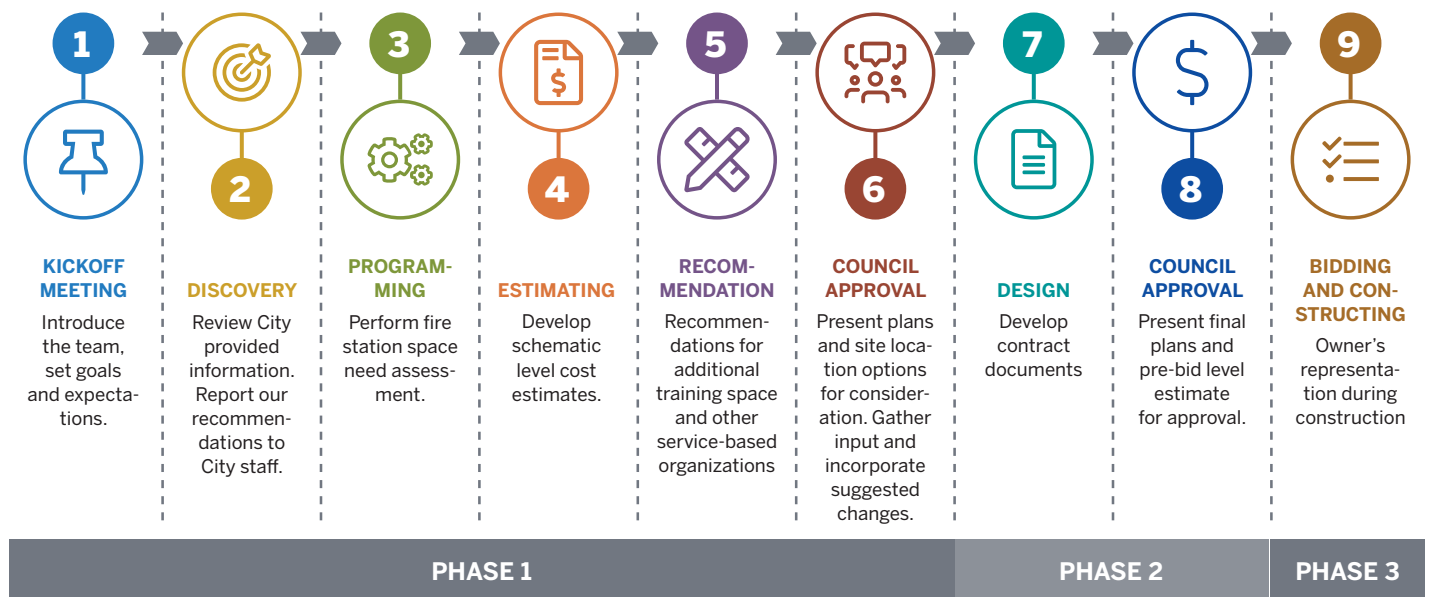 1
KICKOFF
MEETING
Introduce
the team,
set goals
and expecta-
tions.
2
DISCOVERY
Review City
provided
information.
Report our
recommen-
dations to
City staff.
3
PROGRAM-
MING
Perform fire
station space
need assess-
ment.
$
4
ESTIMATING
Develop
schematic
level cost
estimates.
5
RECOM-
MENDATION
Recommen-
dations for
additional
training space
and other
service-based
organizations
6
COUNCIL
APPROVAL
Present plans
and site loca-
tion options
for consider-
ation. Gather
input and
incorporate
suggested
changes.
7
DESIGN
Develop
contract
documents
$
8
COUNCIL
APPROVAL
Present final
plans and
pre-bid level
estimate
for approval.
9
BIDDING
AND CON-
STRUCTING
Owner’s
representa-
tion during
construction
PHASE 1
PHASE 2
PHASE 3